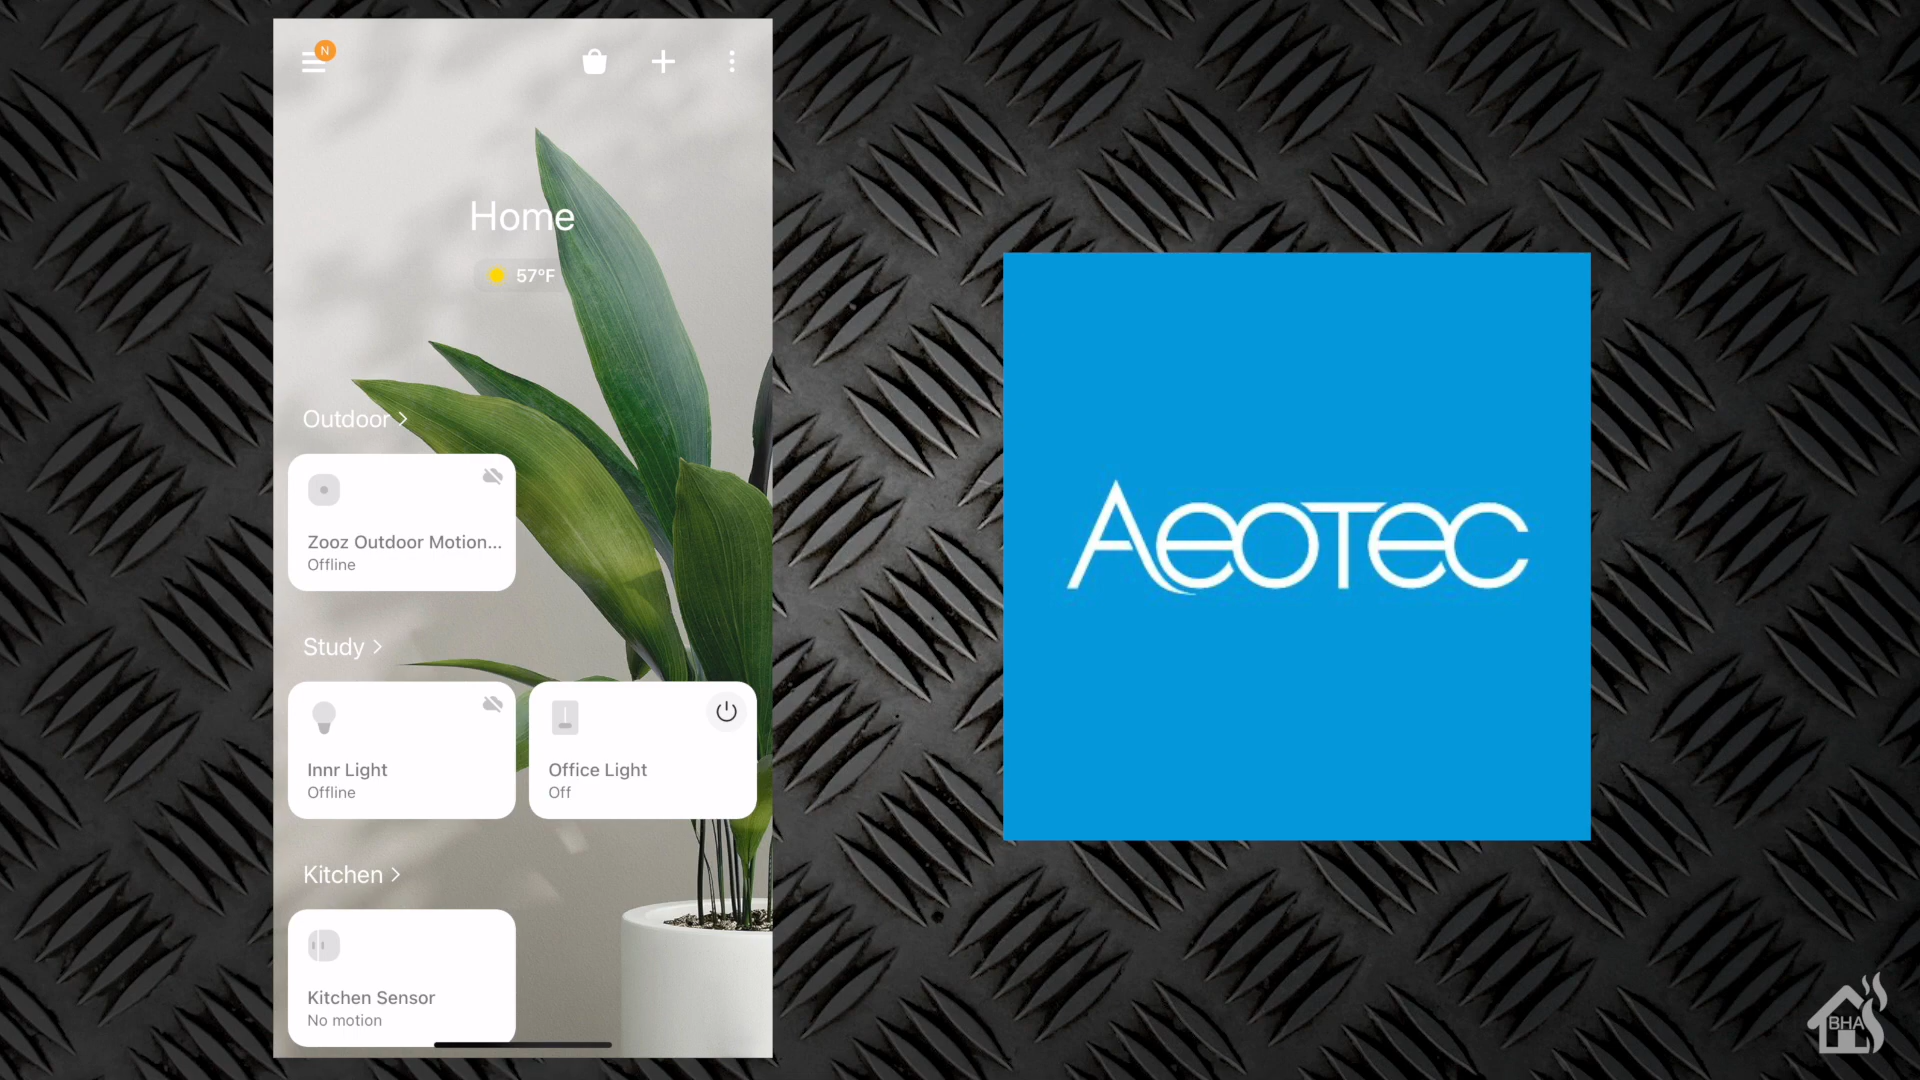 N
Home
57°F
Outdoor >
Zooz Outdoor Motion...
Offline
Study >
Innr Light
Offline
Office Light
Off
Kitchen >
Kitchen Sensor
No motion
Aeotec
BHA